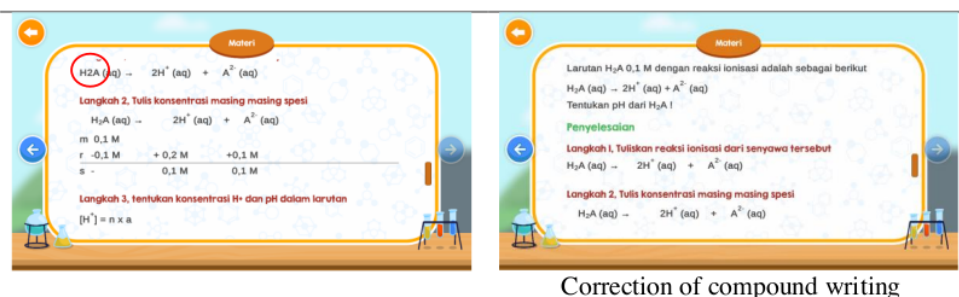 Materi
H2A (aq) → 2H⁺ (aq) + A²⁻ (aq)
Langkah 2, Tulis konsentrasi masing masing spesi
H₂A (aq) → 2H⁺ (aq) + A²⁻ (aq)
m 0,1 M
r -0,1 M + 0,2 M +0,1 M
s - 0,1 M 0,1 M
Langkah 3, tentukan konsentrasi H+ dan pH dalam larutan
[H⁺] = n x a
Materi
Larutan H₂A 0,1 M dengan reaksi ionisasi adalah sebagai berikut
H₂A (aq) → 2H⁺ (aq) + A²⁻ (aq)
Tentukan pH dari H₂A !
Penyelesaian
Langkah 1, Tuliskan reaksi ionisasi dari senyawa tersebut
H₂A (aq) → 2H⁺ (aq) + A²⁻ (aq)
Langkah 2, Tulis konsentrasi masing masing spesi
H₂A (aq) → 2H⁺ (aq) + A²⁻ (aq)
Correction of compound writing